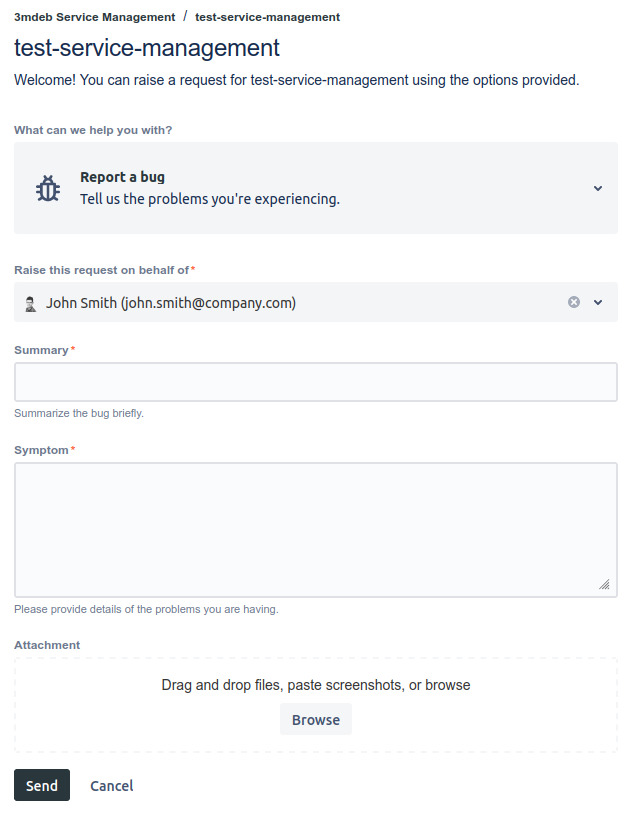 3mdeb Service Management / test-service-management
test-service-management
Welcome! You can raise a request for test-service-management using the options provided.
What can we help you with?
Report a bug
Tell us the problems you're experiencing.
Raise this request on behalf of*
John Smith (john.smith@company.com)
Summary*
Summarize the bug briefly.
Symptom*
Please provide details of the problems you are having.
Attachment
Drag and drop files, paste screenshots, or browse
Browse
Send Cancel